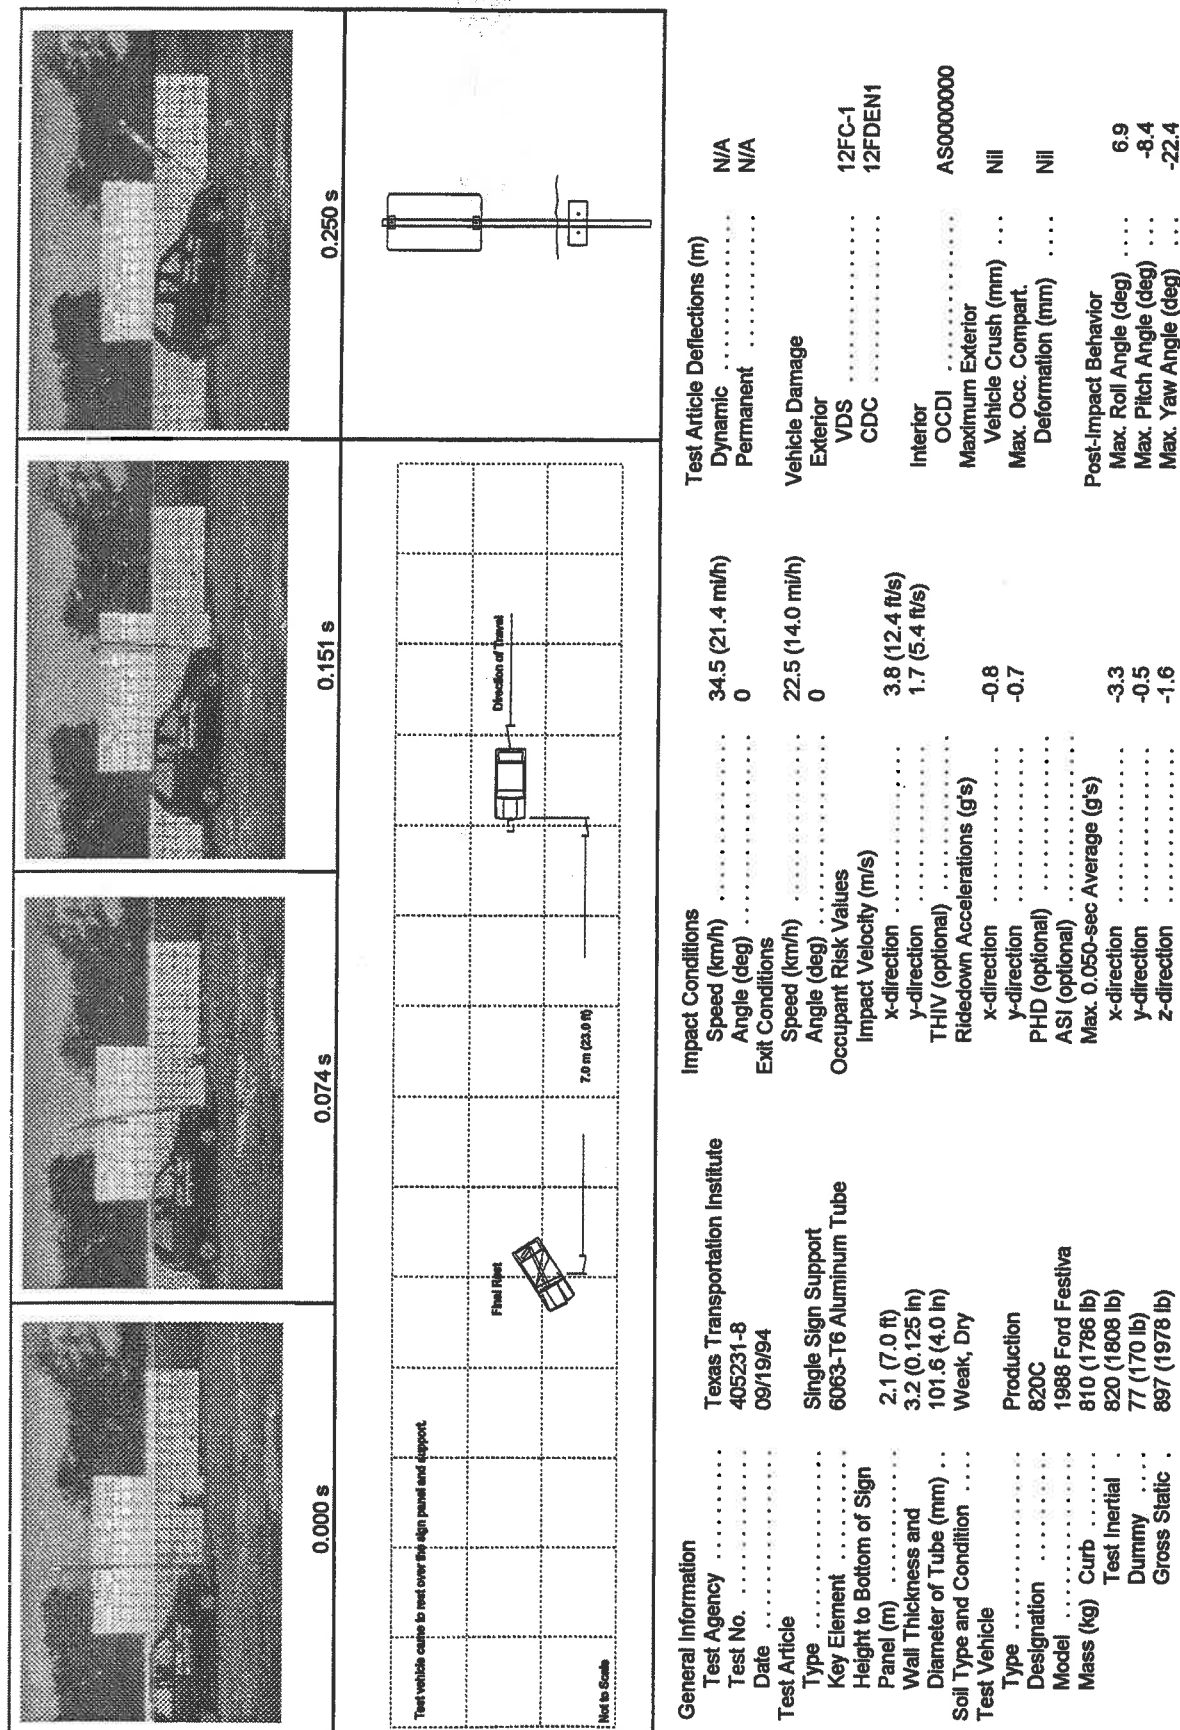 0.000 s
0.074 s
0.151 s
0.250 s
Test vehicle came to rest over the sign panel and support.
Final Rest
Direction of Travel
7.0 m (23.0 ft)
Not to Scale
General Information
Test Agency .......... Texas Transportation Institute
Test No. .......... 405231-8
Date .......... 09/19/94
Test Article
Type .......... Single Sign Support
Key Element .......... 6063-T6 Aluminum Tube
Height to Bottom of Sign
Panel (m) .......... 2.1 (7.0 ft)
Wall Thickness and 3.2 (0.125 in)
Diameter of Tube (mm) .. 101.6 (4.0 in)
Soil Type and Condition .... Weak, Dry
Test Vehicle
Type .......... Production
Designation .......... 820C
Model .......... 1988 Ford Festiva
Mass (kg) Curb ...... 810 (1786 lb)
Test Inertial . 820 (1808 lb)
Dummy .... 77 (170 lb)
Gross Static . 897 (1978 lb)
Impact Conditions
Speed (km/h) .......... 34.5 (21.4 mi/h)
Angle (deg) .......... 0
Exit Conditions
Speed (km/h) .......... 22.5 (14.0 mi/h)
Angle (deg) .......... 0
Occupant Risk Values
Impact Velocity (m/s)
x-direction .......... 3.8 (12.4 ft/s)
y-direction .......... 1.7 (5.4 ft/s)
THIV (optional) ..........
Ridedown Accelerations (g's)
x-direction .......... -0.8
y-direction .......... -0.7
PHD (optional) ..........
ASI (optional) ..........
Max. 0.050-sec Average (g's)
x-direction .......... -3.3
y-direction .......... -0.5
z-direction .......... -1.6
Test Article Deflections (m)
Dynamic .......... N/A
Permanent .......... N/A
Vehicle Damage
Exterior
VDS .......... 12FC-1
CDC .......... 12FDEN1
Interior
OCDI .......... AS0000000
Maximum Exterior
Vehicle Crush (mm) ... Nil
Max. Occ. Compart.
Deformation (mm) .... Nil
Post-Impact Behavior
Max. Roll Angle (deg) .... 6.9
Max. Pitch Angle (deg) ... -8.4
Max. Yaw Angle (deg) ... -22.4